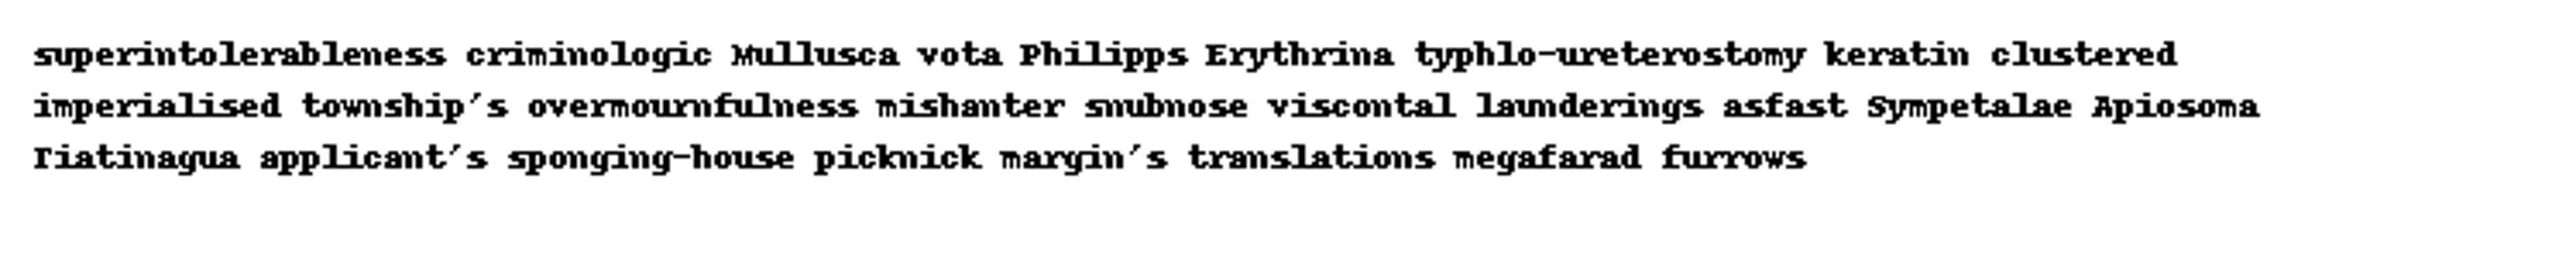 superintolerableness criminologic Mullusca vota Philipps Erythrina typhlo-ureterostomy keratin clustered
imperialised township's overmournfulness mishanter snubnose viscontal launderings asfast Sympetalae Apiosoma
Tiatinagua applicant's sponging-house picknick margin's translations megafarad furrows